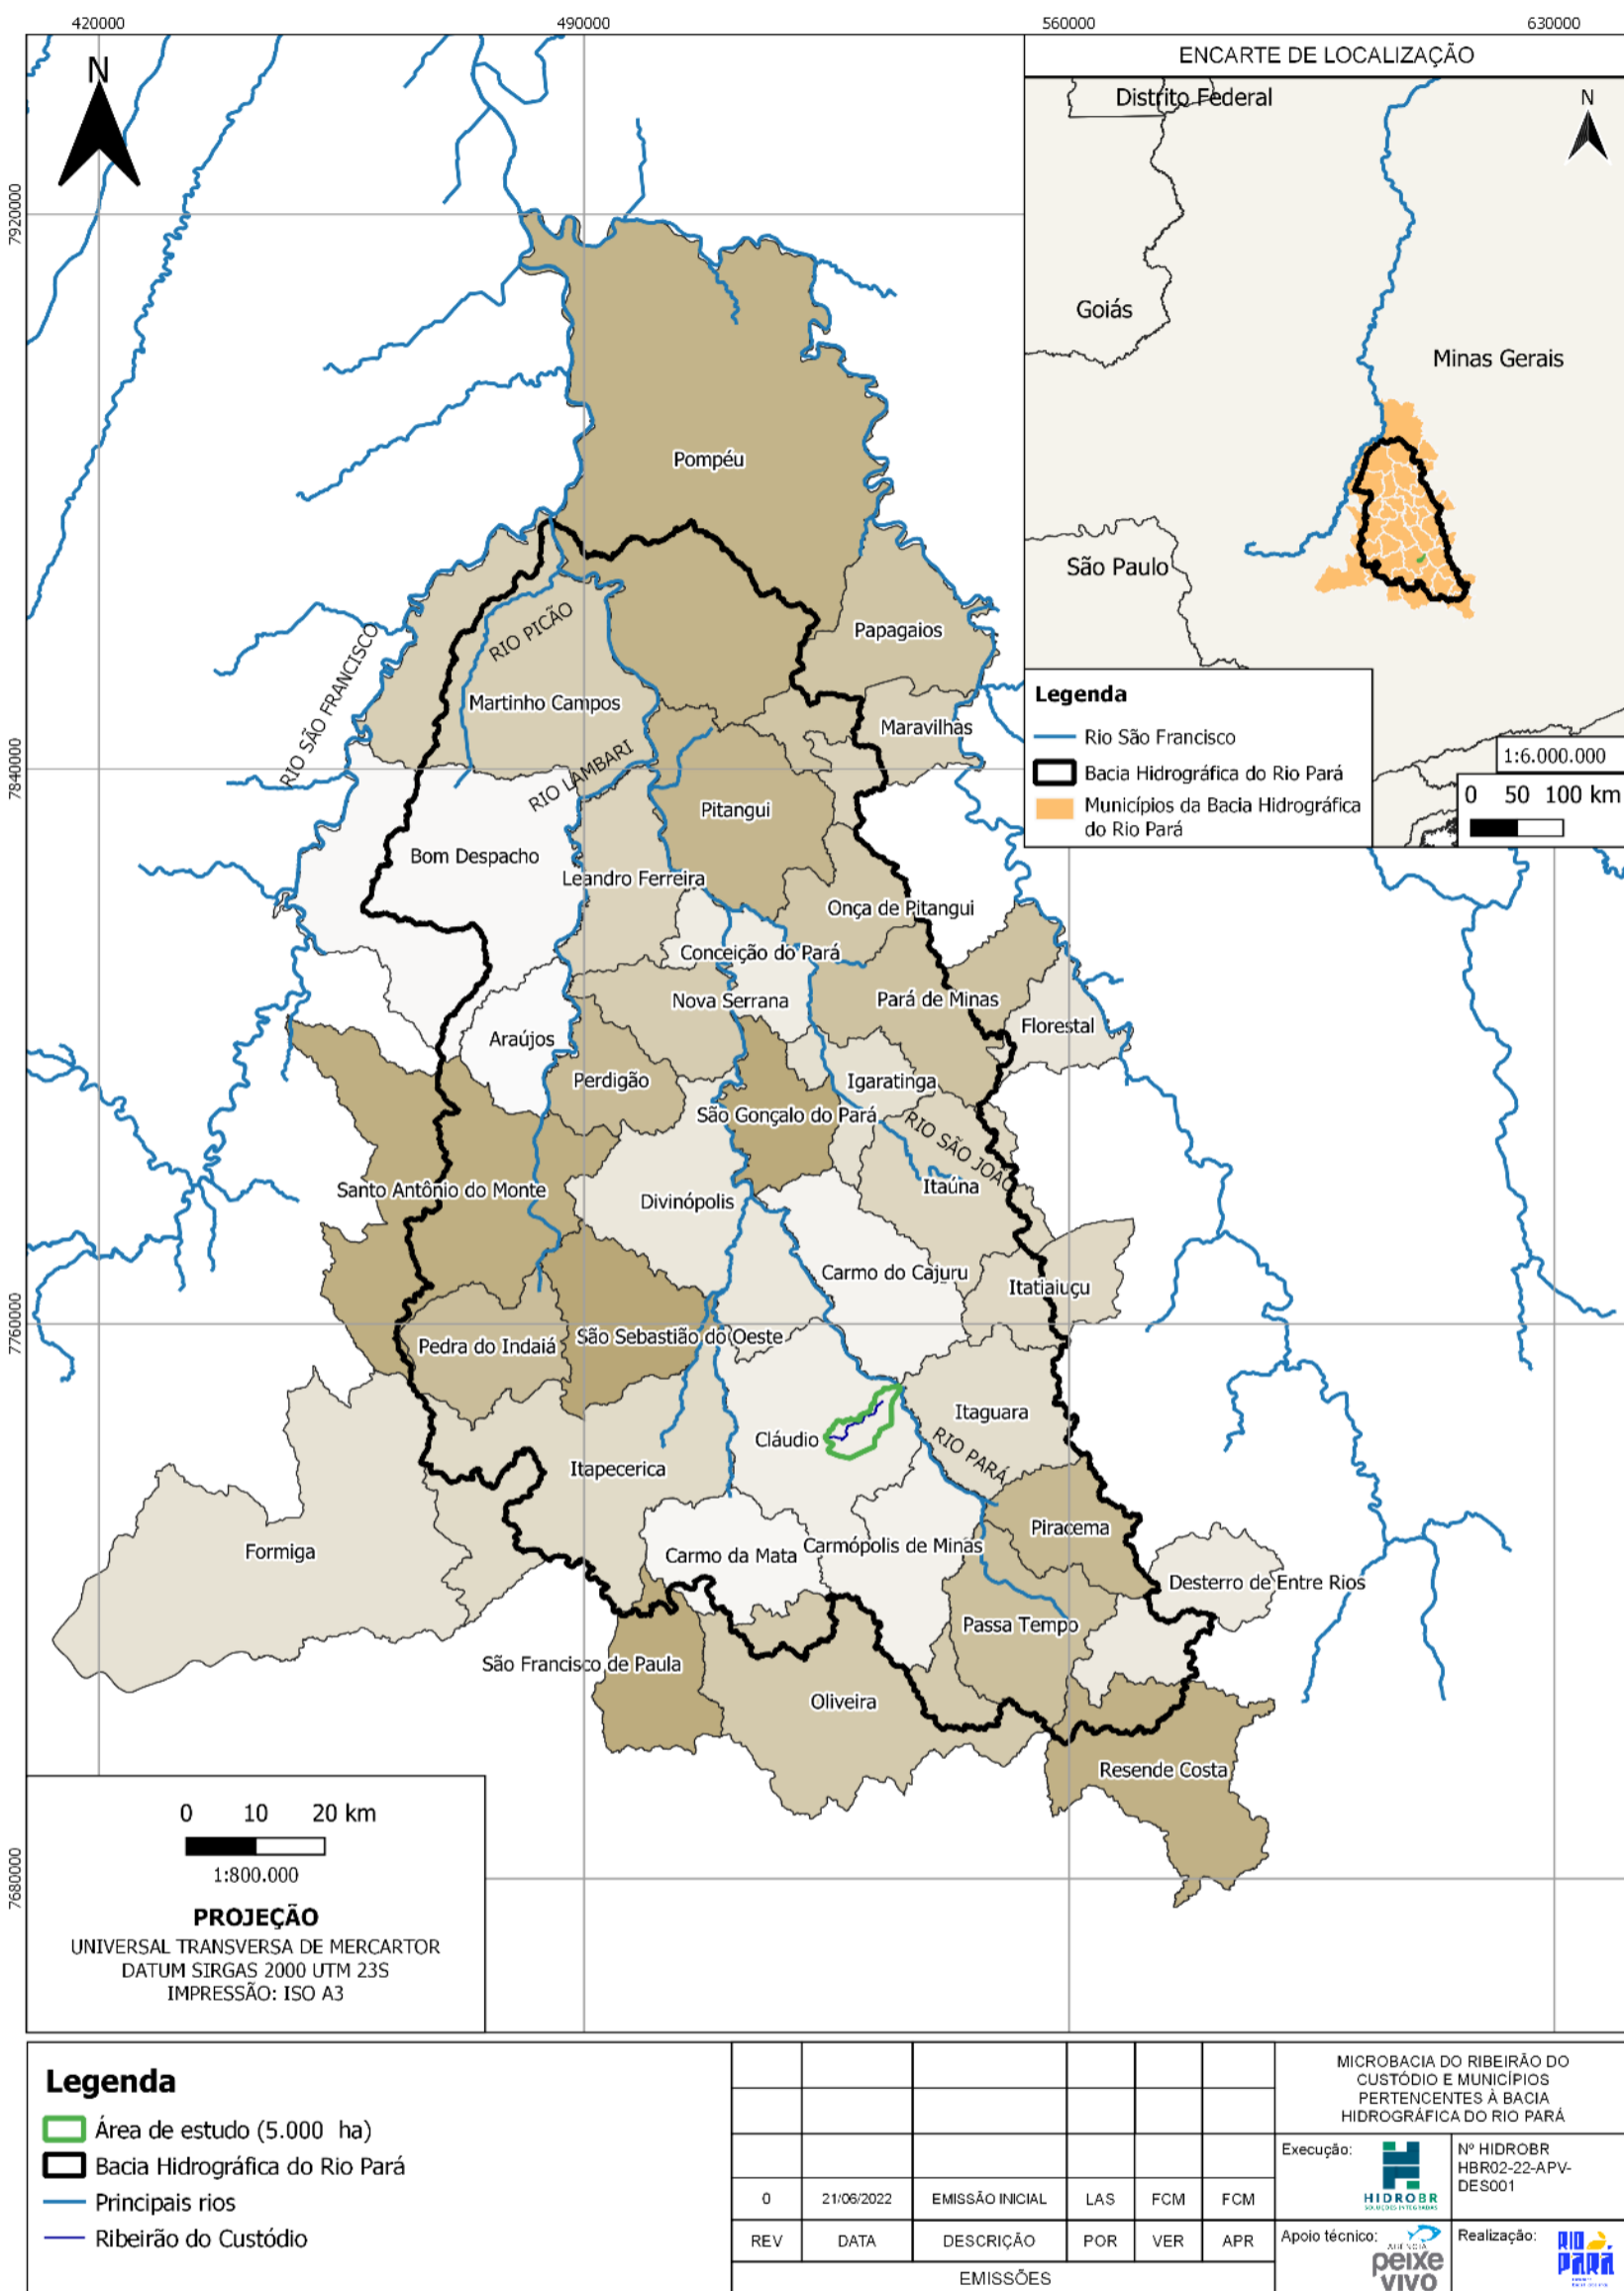 420000
490000
560000
630000
7920000
7840000
7760000
7680000
N
ENCARTE DE LOCALIZAÇÃO
Distrito Federal
N
Goiás
Minas Gerais
São Paulo
Legenda
Rio São Francisco
Bacia Hidrográfica do Rio Pará
Municípios da Bacia Hidrográfica
do Rio Pará
1:6.000.000
0 50 100 km
Pompéu
RIO PICÃO
Papagaios
RIO SÃO FRANCISCO
Martinho Campos
Maravilhas
RIO LAMBARI
Pitangui
Bom Despacho
Leandro Ferreira
Onça de Pitangui
Conceição do Pará
Nova Serrana
Pará de Minas
Florestal
Araújos
Perdigão
Igaratinga
São Gonçalo do Pará
RIO SÃO JOÃO
Santo Antônio do Monte
Itaúna
Divinópolis
Carmo do Cajuru
Itatiaiuçu
São Sebastião do Oeste
Pedra do Indaiá
Itaguara
Cláudio
RIO PARÁ
Itapecerica
Piracema
Formiga
Carmo da Mata
Carmópolis de Minas
Desterro de Entre Rios
Passa Tempo
São Francisco de Paula
Oliveira
Resende Costa
0 10 20 km
1:800.000
PROJEÇÃO
UNIVERSAL TRANSVERSA DE MERCARTOR
DATUM SIRGAS 2000 UTM 23S
IMPRESSÃO: ISO A3
Legenda
Área de estudo (5.000 ha)
Bacia Hidrográfica do Rio Pará
Principais rios
Ribeirão do Custódio
0 21/06/2022 EMISSÃO INICIAL LAS FCM FCM
REV DATA DESCRIÇÃO POR VER APR
EMISSÕES
MICROBACIA DO RIBEIRÃO DO
CUSTÓDIO E MUNICÍPIOS
PERTENCENTES À BACIA
HIDROGRÁFICA DO RIO PARÁ
Execução:
HIDROBR
SOLUÇÕES INTEGRADAS
Nº HIDROBR
HBR02-22-APV-
DES001
Apoio técnico:
AGÊNCIA
peixe
vivo
Realização:
RIO
PARÁ